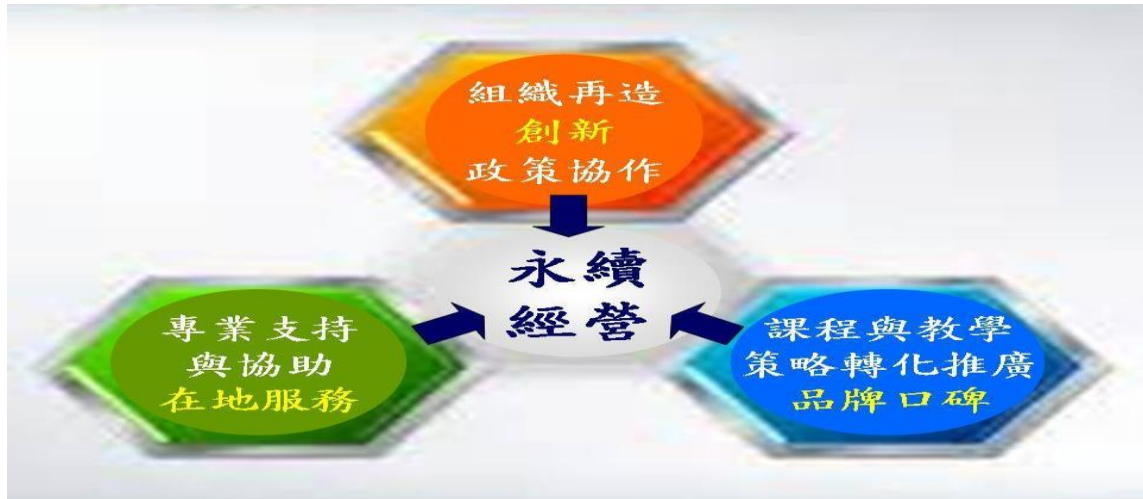 組織再造
創新
政策協作
永續
經營
專業支持
與協助
在地服務
課程與教學
策略轉化推廣
品牌口碑